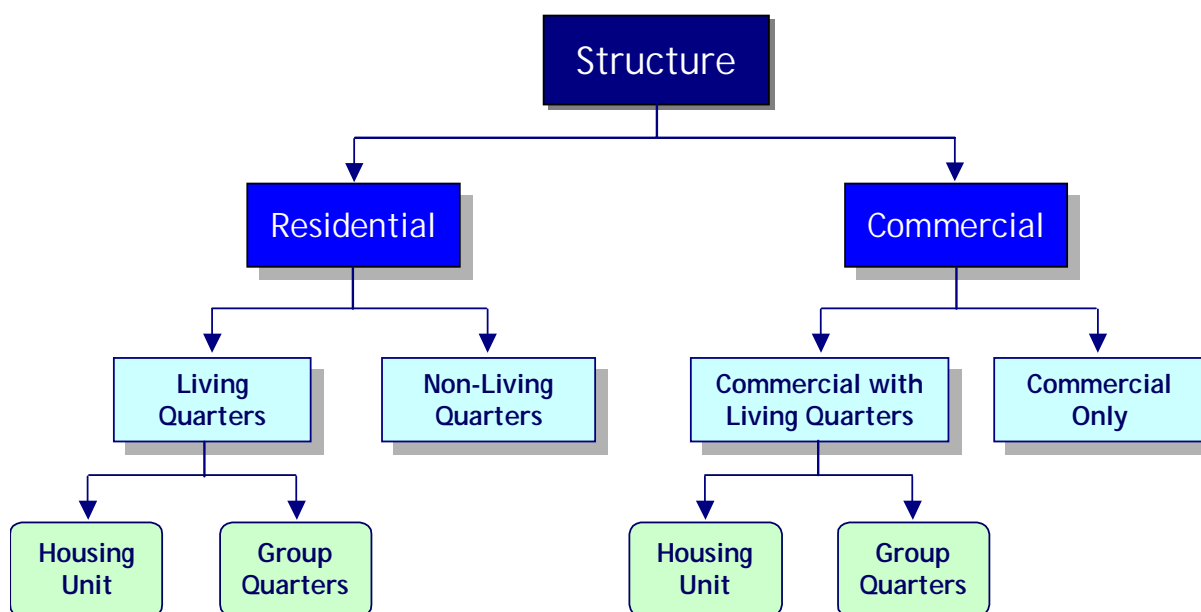 Structure
Residential
Commercial
Living
Quarters
Non-Living
Quarters
Commercial with
Living Quarters
Commercial
Only
Housing
Unit
Group
Quarters
Housing
Unit
Group
Quarters